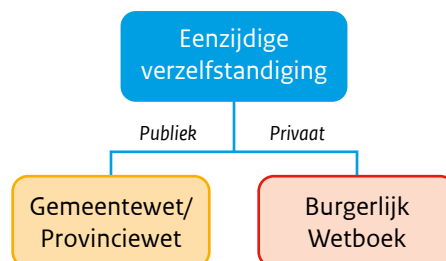 Eenzijdige
verzelfstandiging
Publiek
Privaat
Gemeentewet/
Provinciewet
Burgerlijk
Wetboek